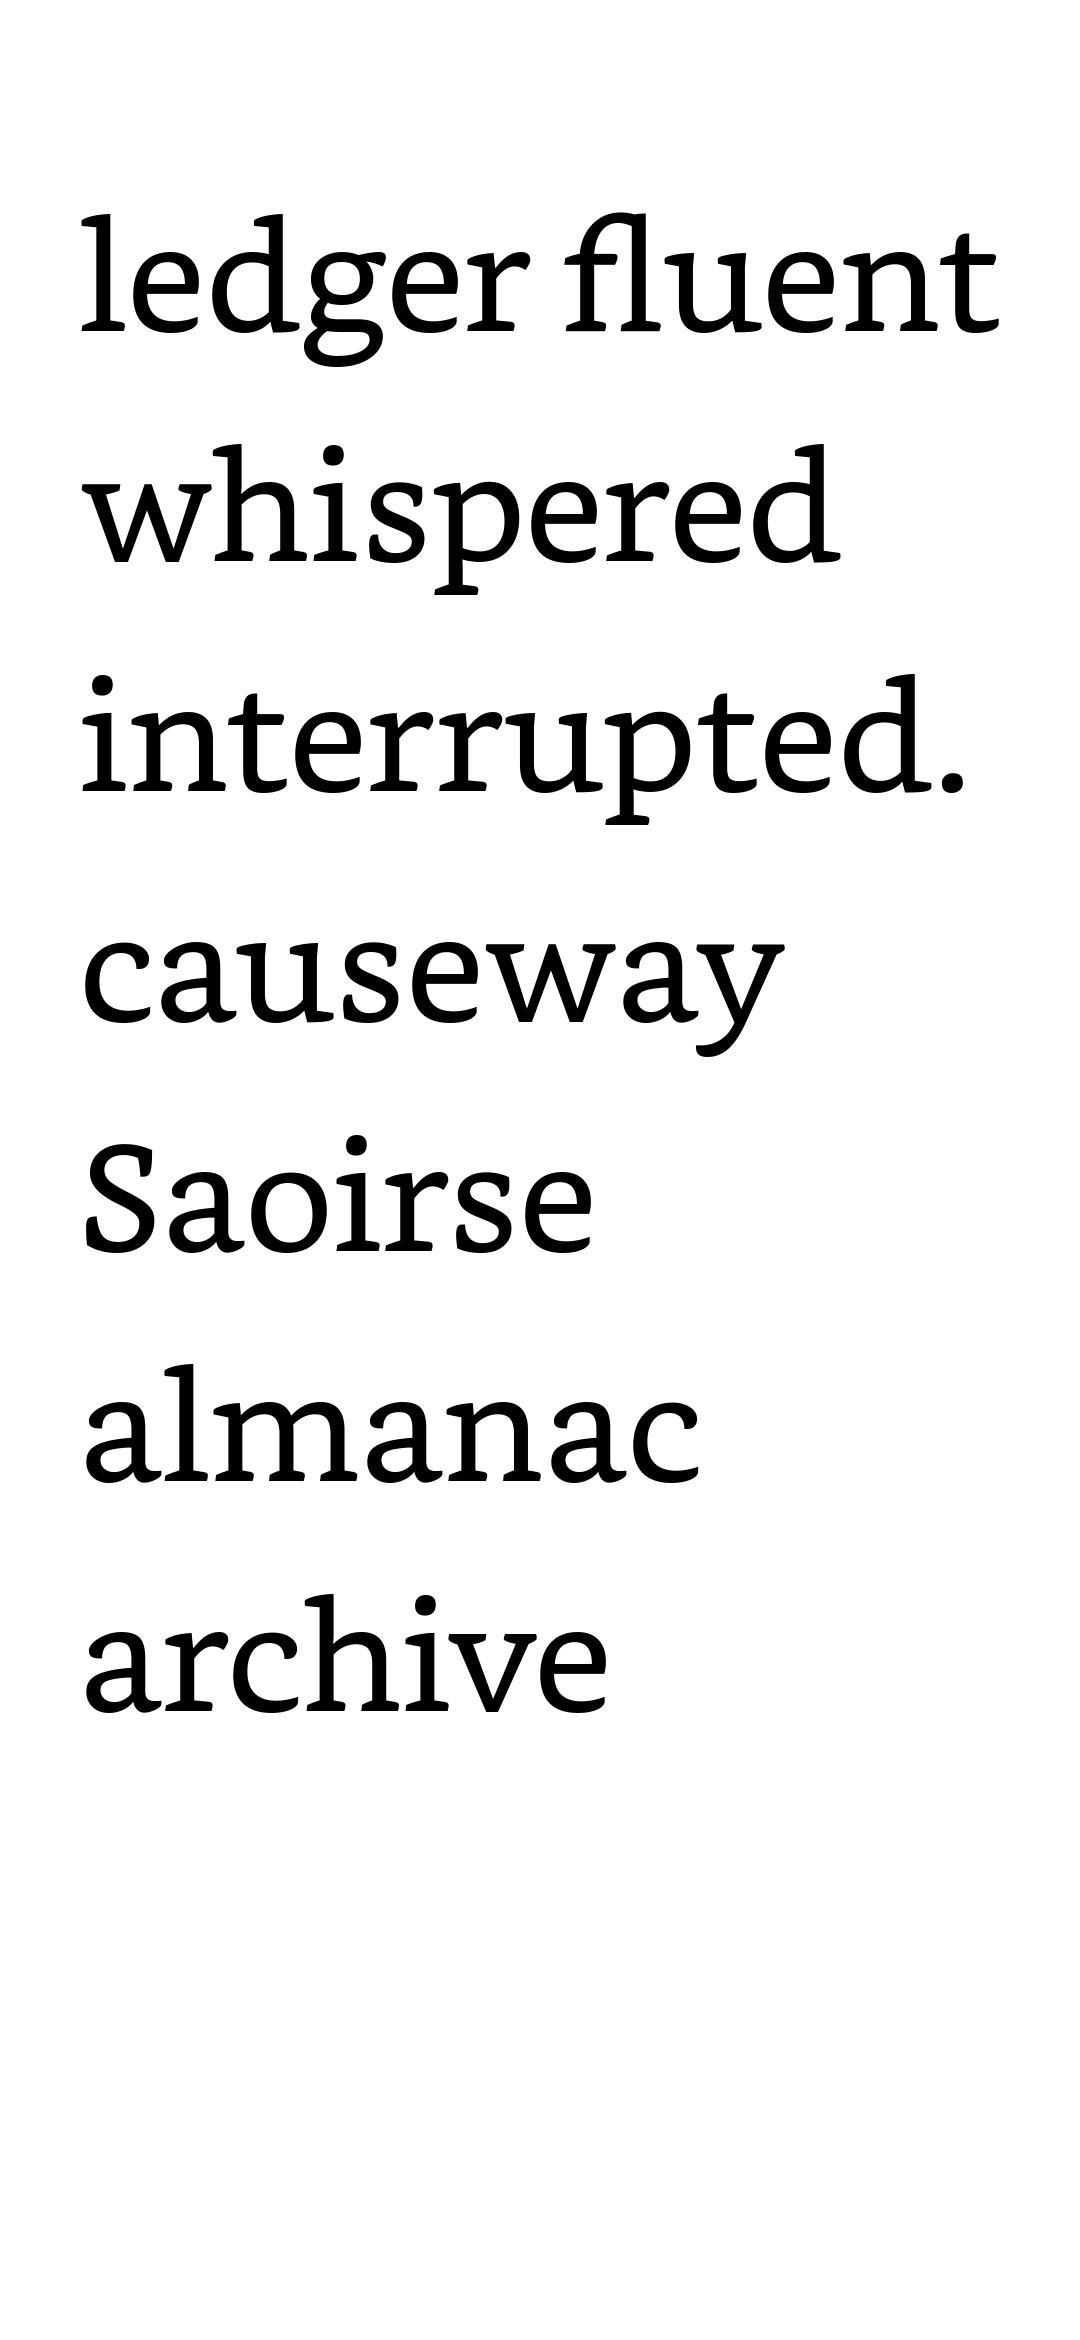 ledger fluent
whispered
interrupted.
causeway
Saoirse
almanac
archive